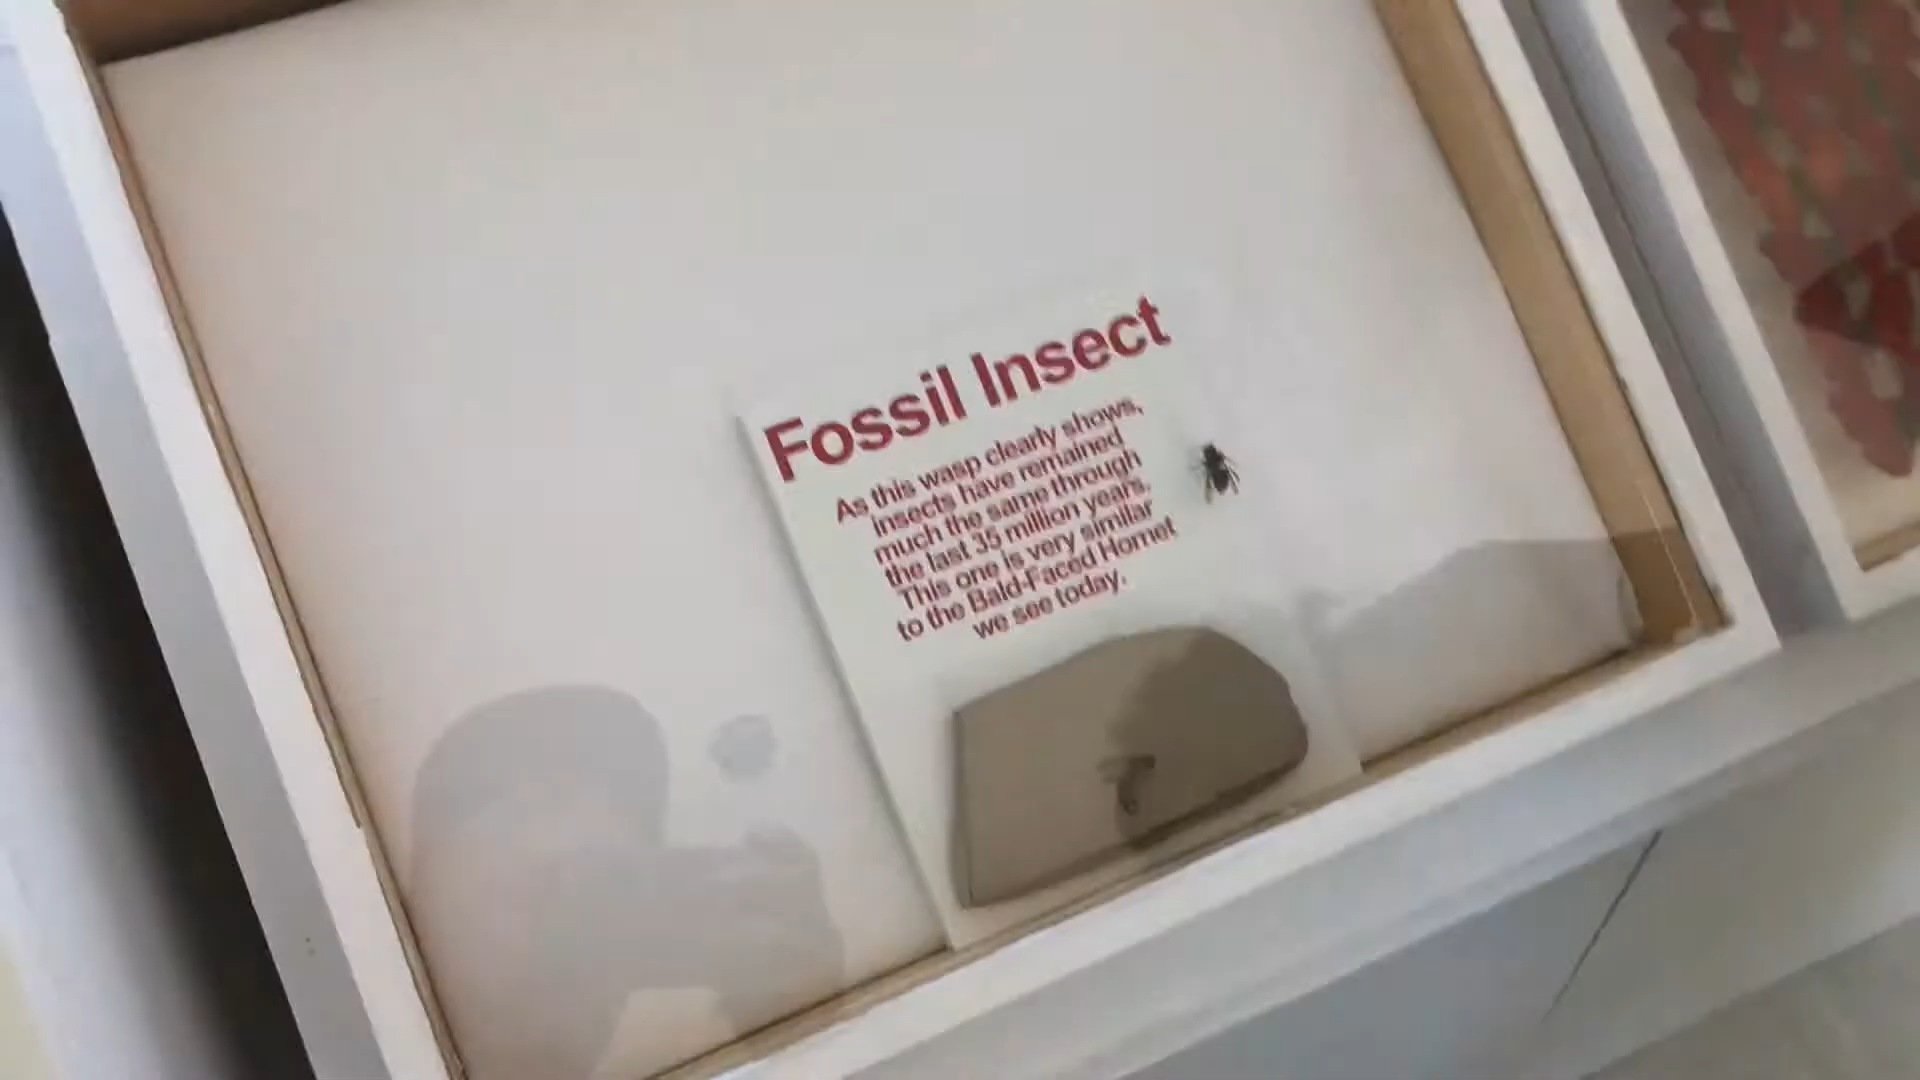 Fossil Insect
As this wasp clearly shows,
insects have remained
much the same through
the last 35 million years.
This one is very similar
to the Bald-Faced Hornet
we see today.